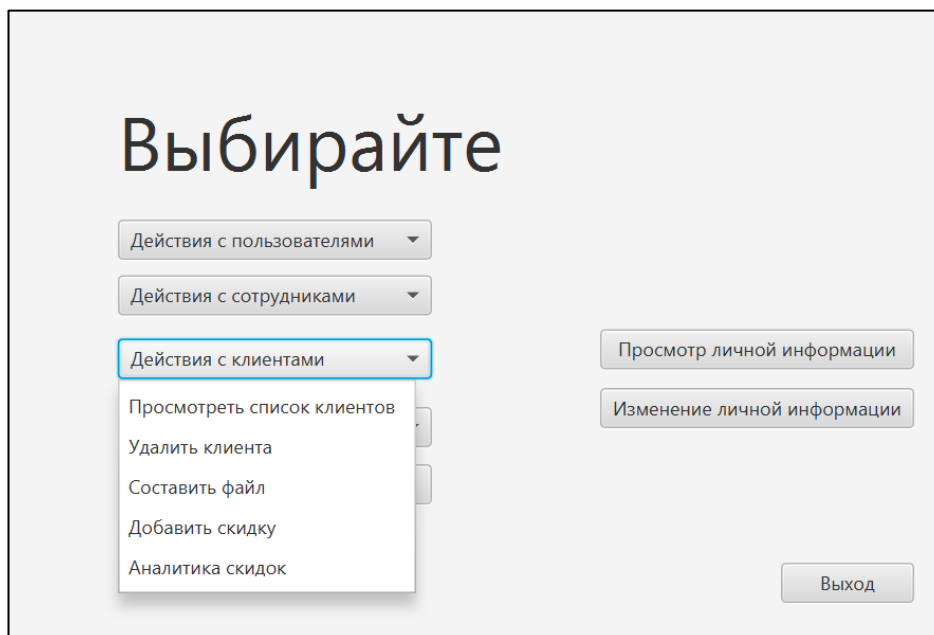 Выбирайте
Действия с пользователями
Действия с сотрудниками
Действия с клиентами
Просмотреть список клиентов
Удалить клиента
Составить файл
Добавить скидку
Аналитика скидок
Просмотр личной информации
Изменение личной информации
Выход